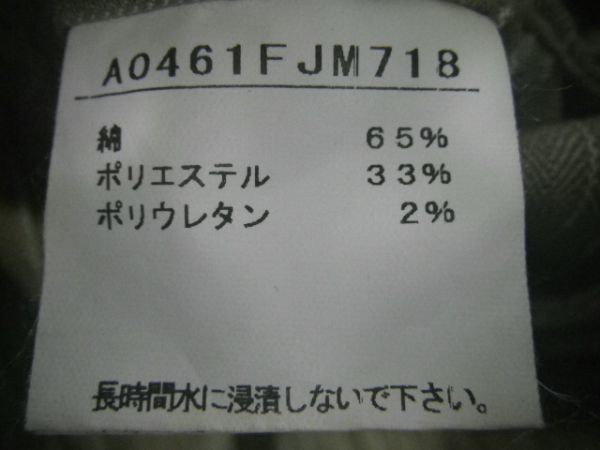 A0461FJM718
綿 65%
ポリエステル 33%
ポリウレタン 2%
長時間水に浸漬しないで下さい。